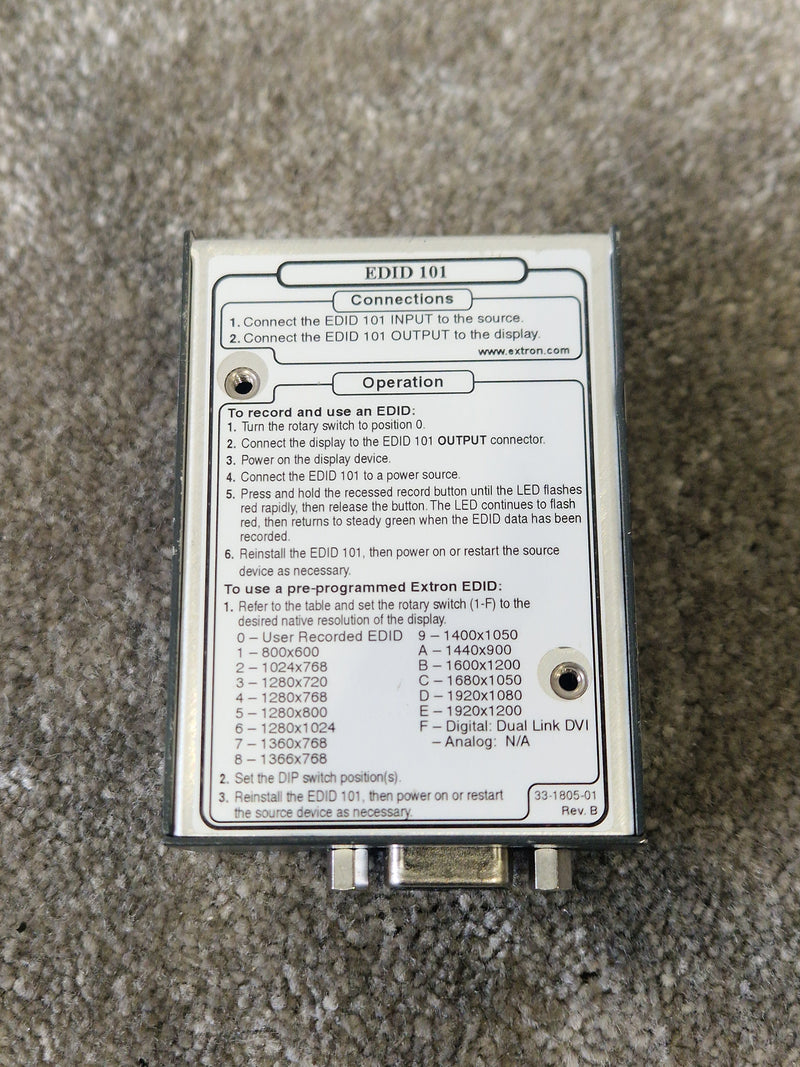 EDID 101
Connections
1. Connect the EDID 101 INPUT to the source.
2. Connect the EDID 101 OUTPUT to the display.
www.extron.com
Operation
To record and use an EDID:
1. Turn the rotary switch to position 0.
2. Connect the display to the EDID 101 OUTPUT connector.
3. Power on the display device.
4. Connect the EDID 101 to a power source.
5. Press and hold the recessed record button until the LED flashes
red rapidly, then release the button. The LED continues to flash
red, then returns to steady green when the EDID data has been
recorded.
6. Reinstall the EDID 101, then power on or restart the source
device as necessary.
To use a pre-programmed Extron EDID:
1. Refer to the table and set the rotary switch (1-F) to the
desired native resolution of the display.
0 – User Recorded EDID
1 – 800x600
2 – 1024x768
3 – 1280x720
4 – 1280x768
5 – 1280x800
6 – 1280x1024
7 – 1360x768
8 – 1366x768
9 – 1400x1050
A – 1440x900
B – 1600x1200
C – 1680x1050
D – 1920x1080
E – 1920x1200
F – Digital: Dual Link DVI
– Analog: N/A
2. Set the DIP switch position(s).
3. Reinstall the EDID 101, then power on or restart
the source device as necessary.
33-1805-01
Rev. B